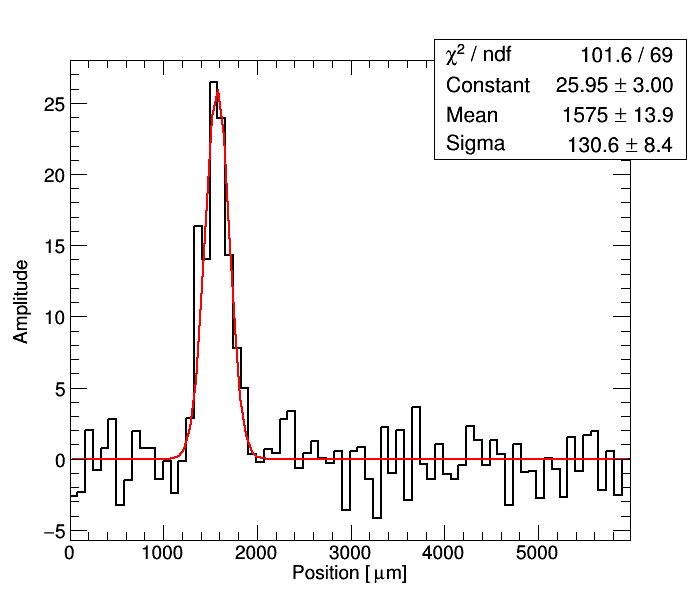 χ² / ndf 101.6 / 69
Constant 25.95 ± 3.00
Mean 1575 ± 13.9
Sigma 130.6 ± 8.4
25
20
15
10
5
0
−5
Amplitude
0 1000 2000 3000 4000 5000
Position [ μm]